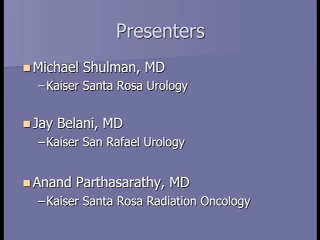 Presenters
Michael Shulman, MD
–Kaiser Santa Rosa Urology
Jay Belani, MD
–Kaiser San Rafael Urology
Anand Parthasarathy, MD
–Kaiser Santa Rosa Radiation Oncology